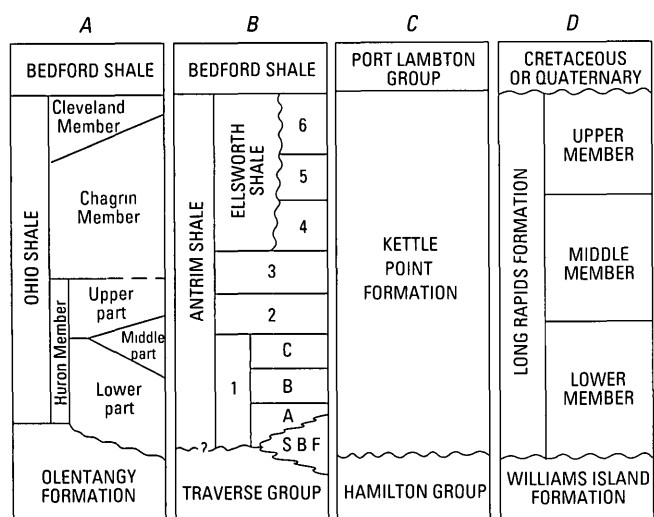 A
BEDFORD SHALE
OHIO SHALE
Cleveland
Member
Chagrin
Member
Huron Member
Upper
part
Middle
part
Lower
part
OLENTANGY
FORMATION
B
BEDFORD SHALE
ANTRIM SHALE
ELLSWORTH
SHALE
6
5
4
3
2
1
C
B
A
S B F
?
TRAVERSE GROUP
C
PORT LAMBTON
GROUP
KETTLE
POINT
FORMATION
HAMILTON GROUP
D
CRETACEOUS
OR QUATERNARY
LONG RAPIDS FORMATION
UPPER
MEMBER
MIDDLE
MEMBER
LOWER
MEMBER
WILLIAMS ISLAND
FORMATION